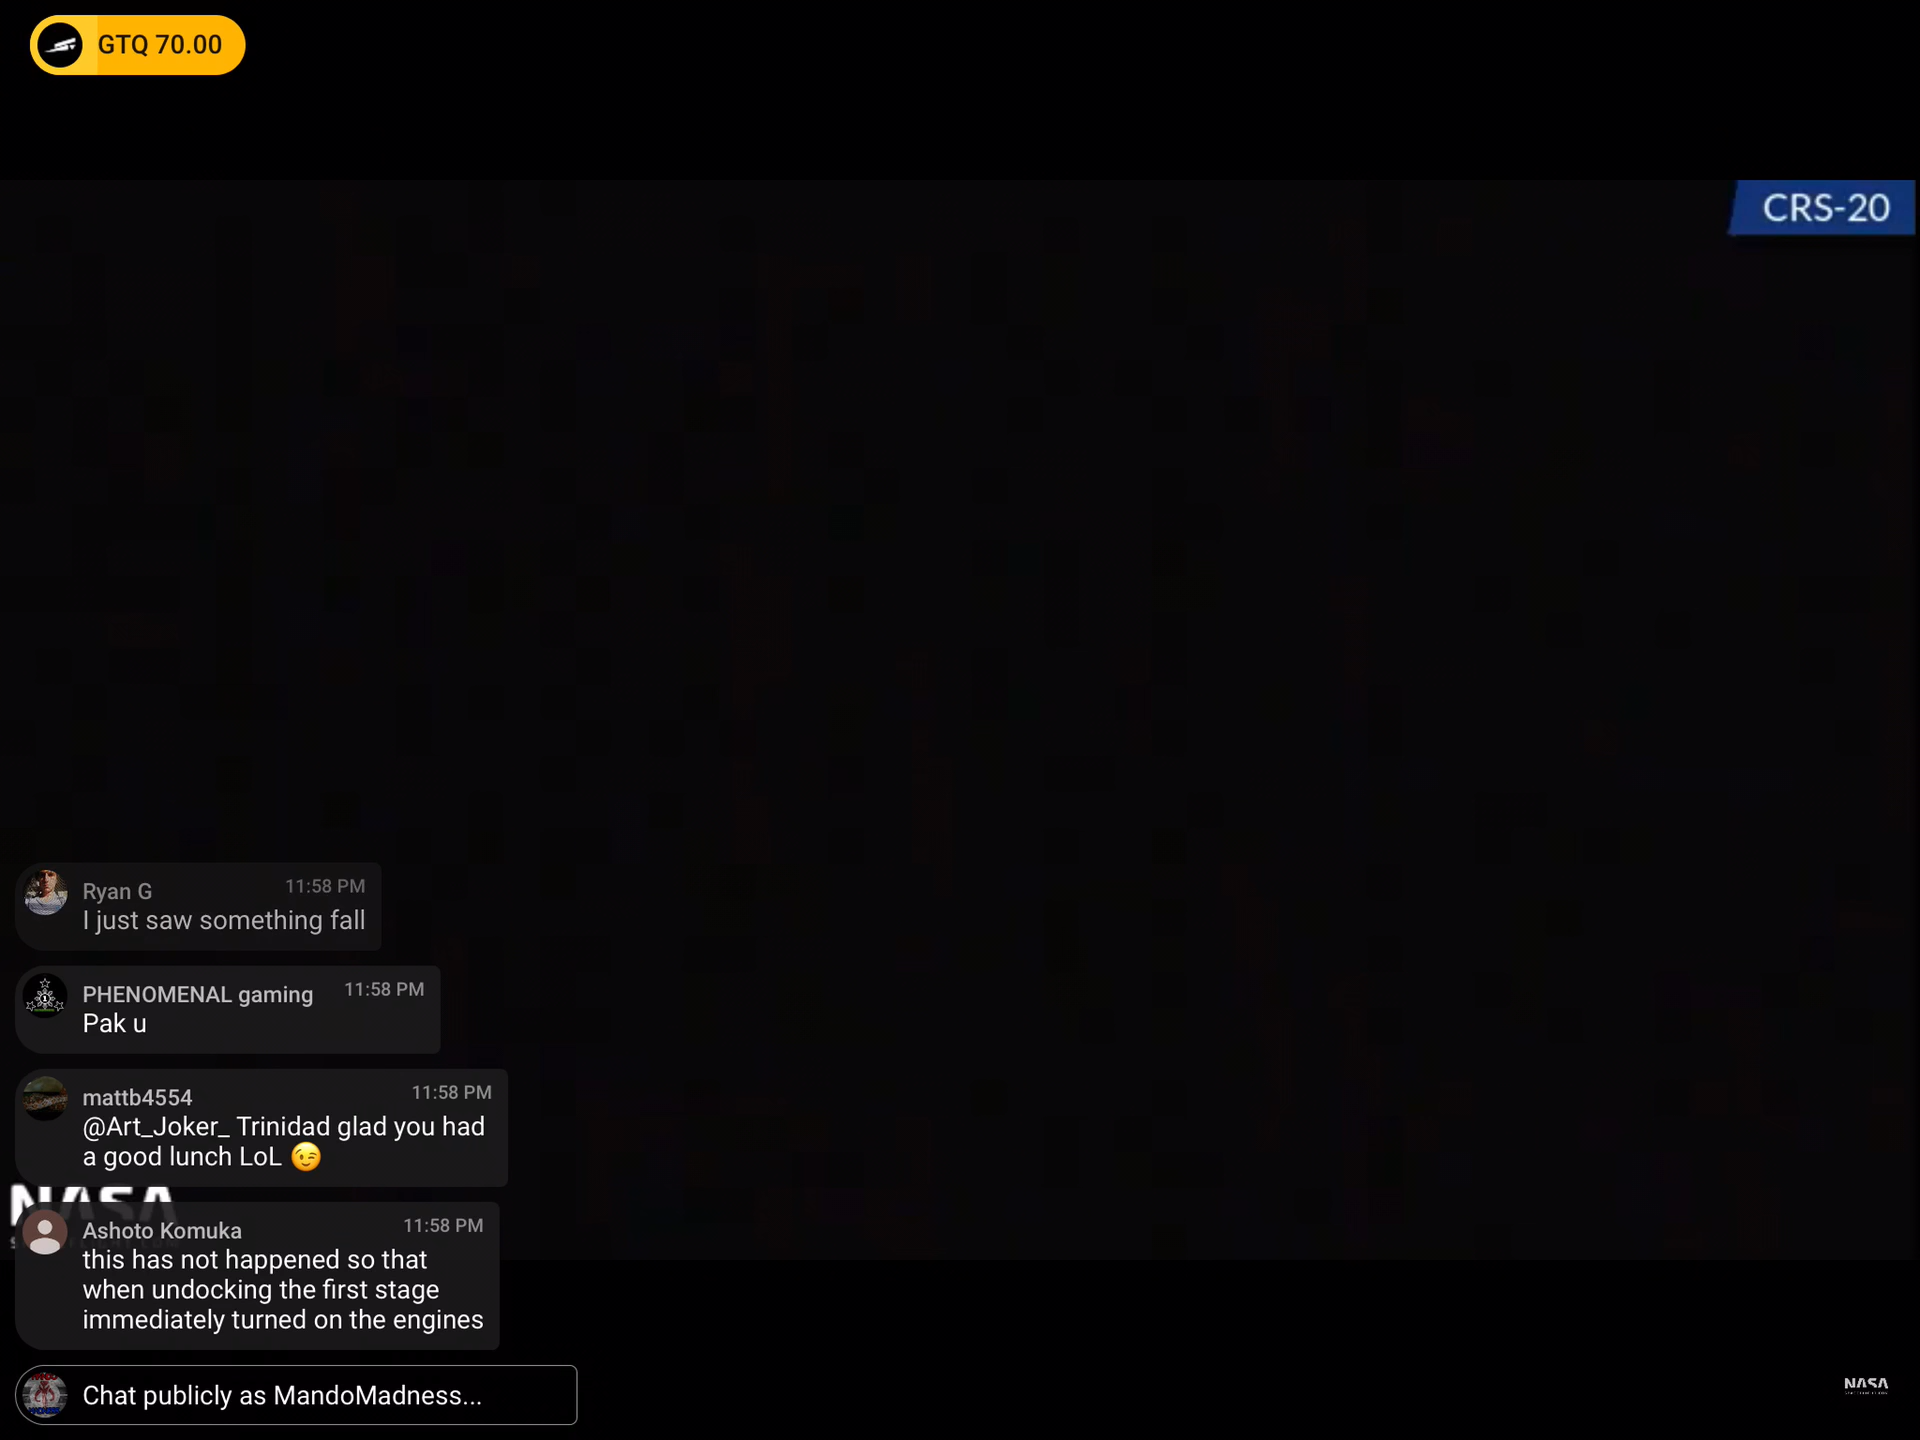 GTQ 70.00
CRS-20
Ryan G 11:58 PM
I just saw something fall
PHENOMENAL gaming 11:58 PM
Pak u
mattb4554 11:58 PM
@Art_Joker_ Trinidad glad you had
a good lunch LoL 😉
NASA
Ashoto Komuka 11:58 PM
this has not happened so that
when undocking the first stage
immediately turned on the engines
Chat publicly as MandoMadness...
NASA